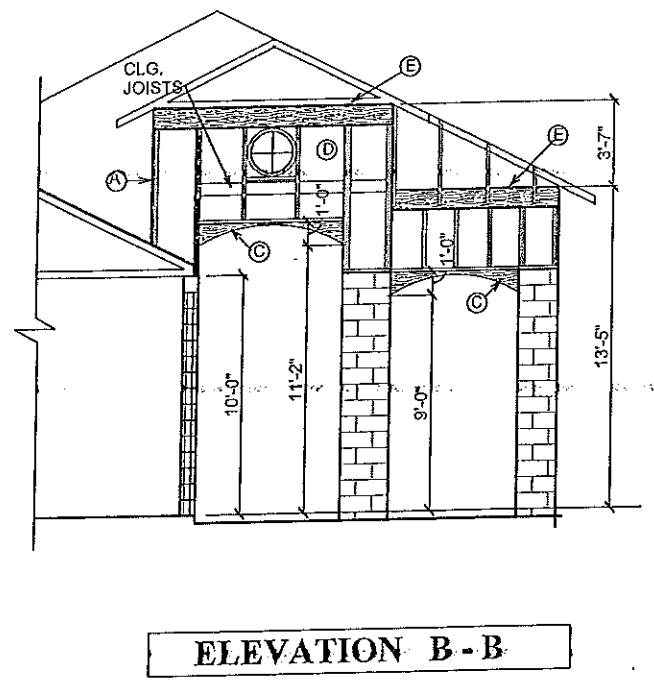 CLG.
JOISTS
E
E
A
D
3'-7"
1'-0"
C
1'-0"
C
10'-0"
11'-2"
9'-0"
13'-5"
ELEVATION B-B